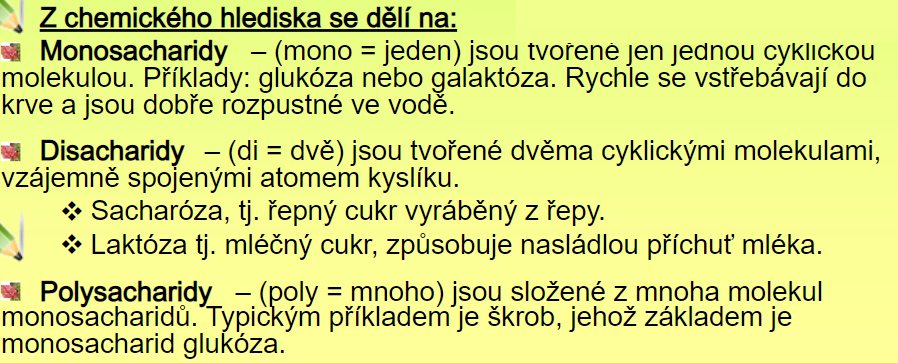 Z chemického hlediska se dělí na:
Monosacharidy – (mono = jeden) jsou tvořené jen jednou cyklickou
molekulou. Příklady: glukóza nebo galaktóza. Rychle se vstřebávají do
krve a jsou dobře rozpustné ve vodě.
Disacharidy – (di = dvě) jsou tvořené dvěma cyklickými molekulami,
vzájemně spojenými atomem kyslíku.
❖ Sacharóza, tj. řepný cukr vyráběný z řepy.
❖ Laktóza tj. mléčný cukr, způsobuje nasládlou příchuť mléka.
Polysacharidy – (poly = mnoho) jsou složené z mnoha molekul
monosacharidů. Typickým příkladem je škrob, jehož základem je
monosacharid glukóza.